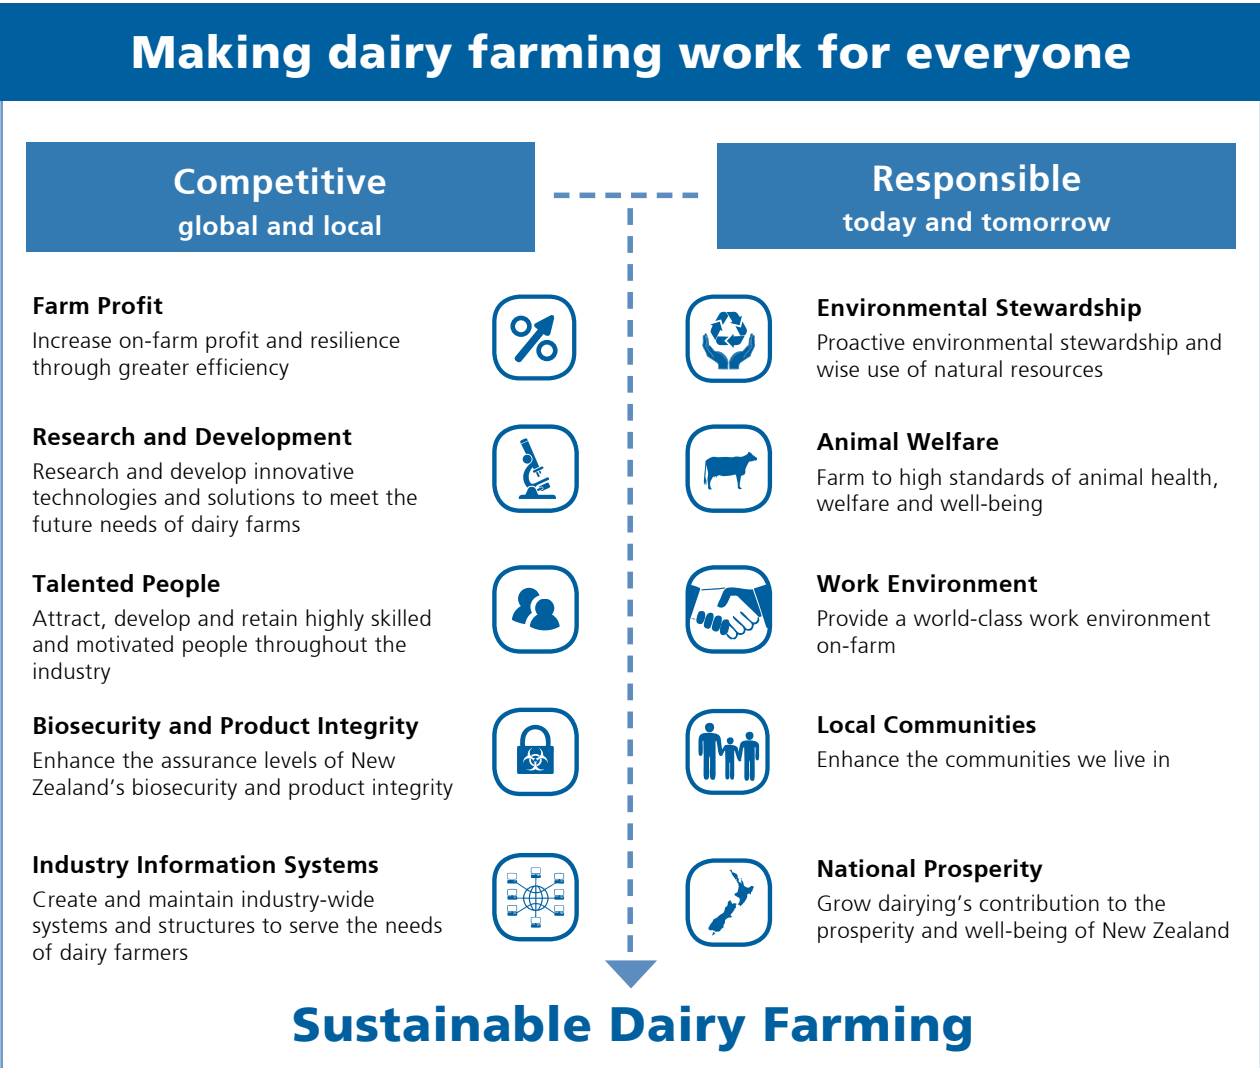 Making dairy farming work for everyone
Competitive
global and local
Farm Profit
Increase on-farm profit and resilience
through greater efficiency
Research and Development
Research and develop innovative
technologies and solutions to meet the
future needs of dairy farms
Talented People
Attract, develop and retain highly skilled
and motivated people throughout the
industry
Biosecurity and Product Integrity
Enhance the assurance levels of New
Zealand’s biosecurity and product integrity
Industry Information Systems
Create and maintain industry-wide
systems and structures to serve the needs
of dairy farmers
Responsible
today and tomorrow
Environmental Stewardship
Proactive environmental stewardship and
wise use of natural resources
Animal Welfare
Farm to high standards of animal health,
welfare and well-being
Work Environment
Provide a world-class work environment
on-farm
Local Communities
Enhance the communities we live in
National Prosperity
Grow dairying’s contribution to the
prosperity and well-being of New Zealand
Sustainable Dairy Farming